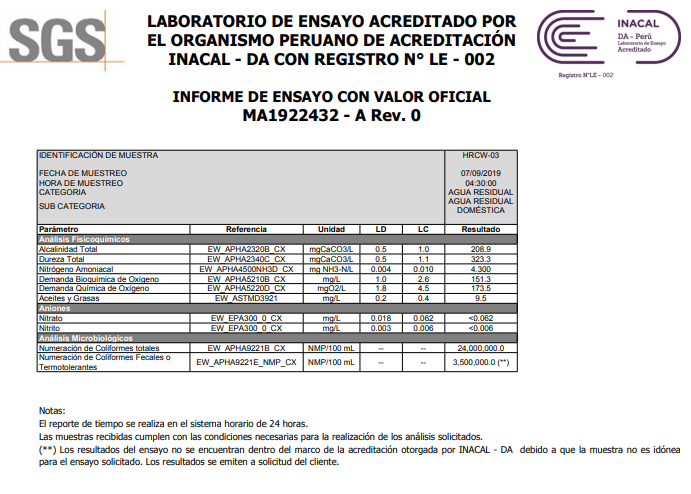 SGS
LABORATORIO DE ENSAYO ACREDITADO POR
EL ORGANISMO PERUANO DE ACREDITACIÓN
INACAL - DA CON REGISTRO N° LE - 002
INACAL
DA - Perú
Laboratorio de Ensayo
Acreditado
Registro N°LE - 002
INFORME DE ENSAYO CON VALOR OFICIAL
MA1922432 - A Rev. 0
IDENTIFICACIÓN DE MUESTRA HRCW-03
FECHA DE MUESTREO 07/09/2019
HORA DE MUESTREO 04:30:00
CATEGORIA AGUA RESIDUAL
SUB CATEGORIA AGUA RESIDUAL DOMÉSTICA
Parámetro Referencia Unidad LD LC Resultado
Análisis Fisicoquímicos
Alcalinidad Total EW_APHA2320B_CX mgCaCO3/L 0.5 1.0 208.9
Dureza Total EW_APHA2340C_CX mgCaCO3/L 0.5 1.1 323.3
Nitrógeno Amoniacal EW_APHA4500NH3D_CX mg NH3-N/L 0.004 0.010 4.300
Demanda Bioquímica de Oxígeno EW_APHA5210B_CX mg/L 1.0 2.6 151.3
Demanda Química de Oxígeno EW_APHA5220D_CX mgO2/L 1.8 4.5 173.5
Aceites y Grasas EW_ASTMD3921 mg/L 0.2 0.4 9.5
Aniones
Nitrato EW_EPA300_0_CX mg/L 0.018 0.062 <0.062
Nitrito EW_EPA300_0_CX mg/L 0.003 0.006 <0.006
Análisis Microbiológicos
Numeración de Coliformes totales EW_APHA9221B_CX NMP/100 mL -- -- 24,000,000.0
Numeración de Coliformes Fecales o Termotolerantes EW_APHA9221E_NMP_CX NMP/100 mL -- -- 3,500,000.0 (**)
Notas:
El reporte de tiempo se realiza en el sistema horario de 24 horas.
Las muestras recibidas cumplen con las condiciones necesarias para la realización de los análisis solicitados.
(**) Los resultados del ensayo no se encuentran dentro del marco de la acreditación otorgada por INACAL - DA debido a que la muestra no es idónea
para el ensayo solicitado. Los resultados se emiten a solicitud del cliente.